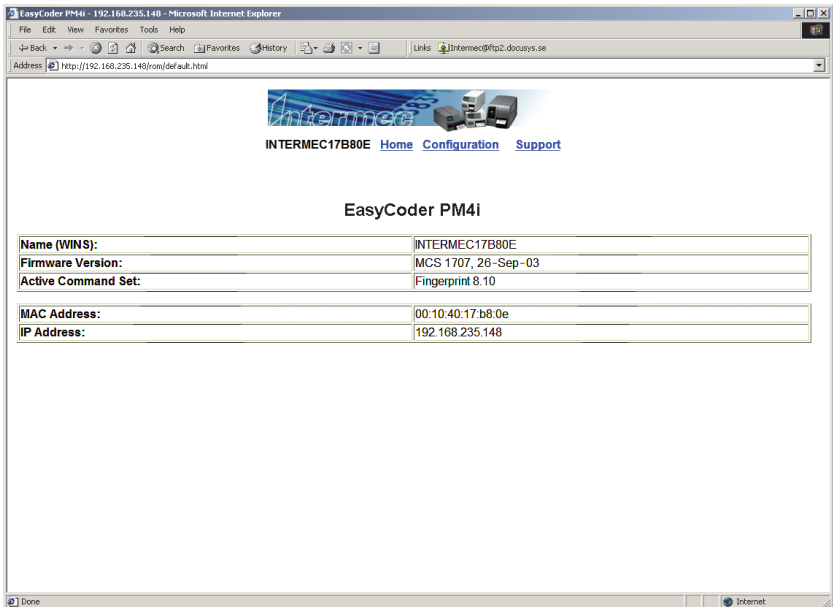 EasyCoder PM4i - 192.168.235.148 - Microsoft Internet Explorer
File Edit View Favorites Tools Help
Back Search Favorites History Links Intermec@ftp2.docusys.se
Address http://192.168.235.148/rom/default.html
Intermec
INTERMEC17B80E Home Configuration Support
EasyCoder PM4i
Name (WINS): INTERMEC17B80E
Firmware Version: MCS 1707, 26-Sep-03
Active Command Set: Fingerprint 8.10
MAC Address: 00:10:40:17:b8:0e
IP Address: 192.168.235.148
Done Internet